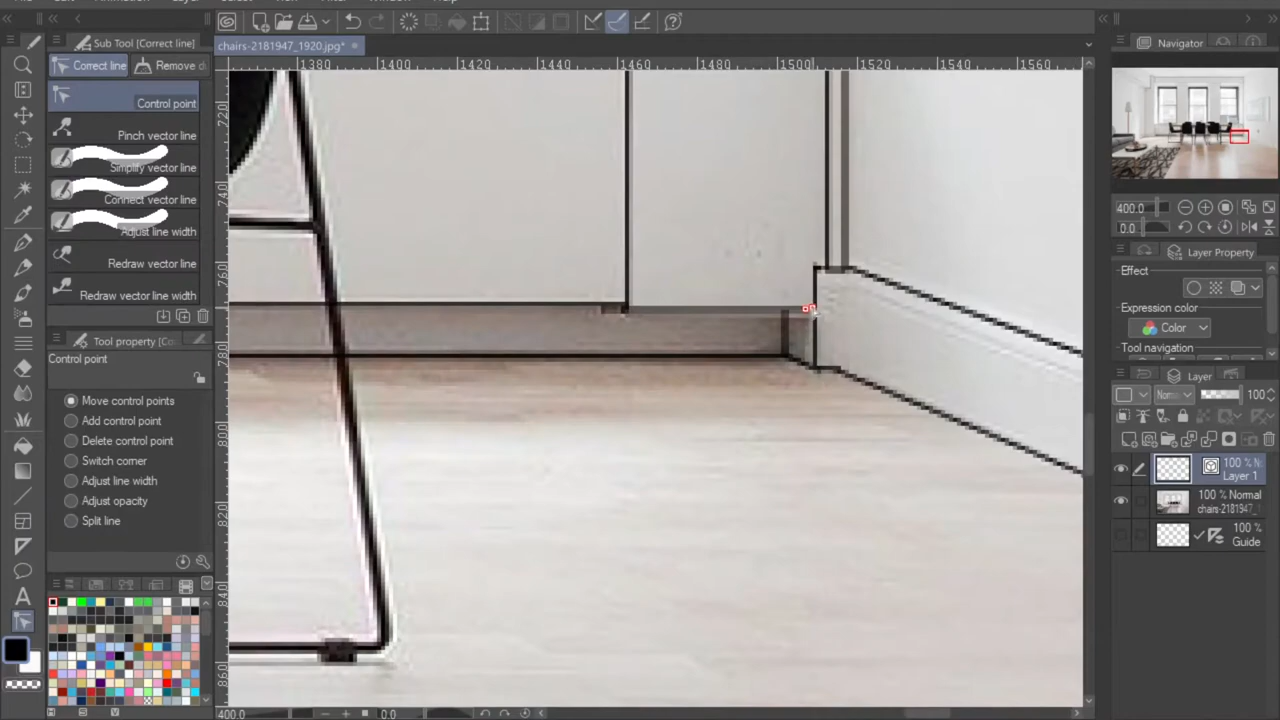 Sub Tool [Correct line]
Correct line
Remove d
Control point
Pinch vector line
Simplify vector line
Connect vector line
Adjust line width
Redraw vector line
Redraw vector line width
Tool property [Co
Control point
Move control points
Add control point
Delete control point
Switch corner
Adjust line width
Adjust opacity
Split line
chairs-2181947_1920.jpg*
1380 1400 1420 1440 1460 1480 1500 1520 1540 1560
720
740
760
780
800
820
840
860
400.0
0.0
Navigator
400.0
0.0
Layer Property
Effect
Expression color
Color
Tool navigation
Layer
Norm
100
100 % N
Layer 1
100 % Normal
chairs-2181947_
100 %
Guide